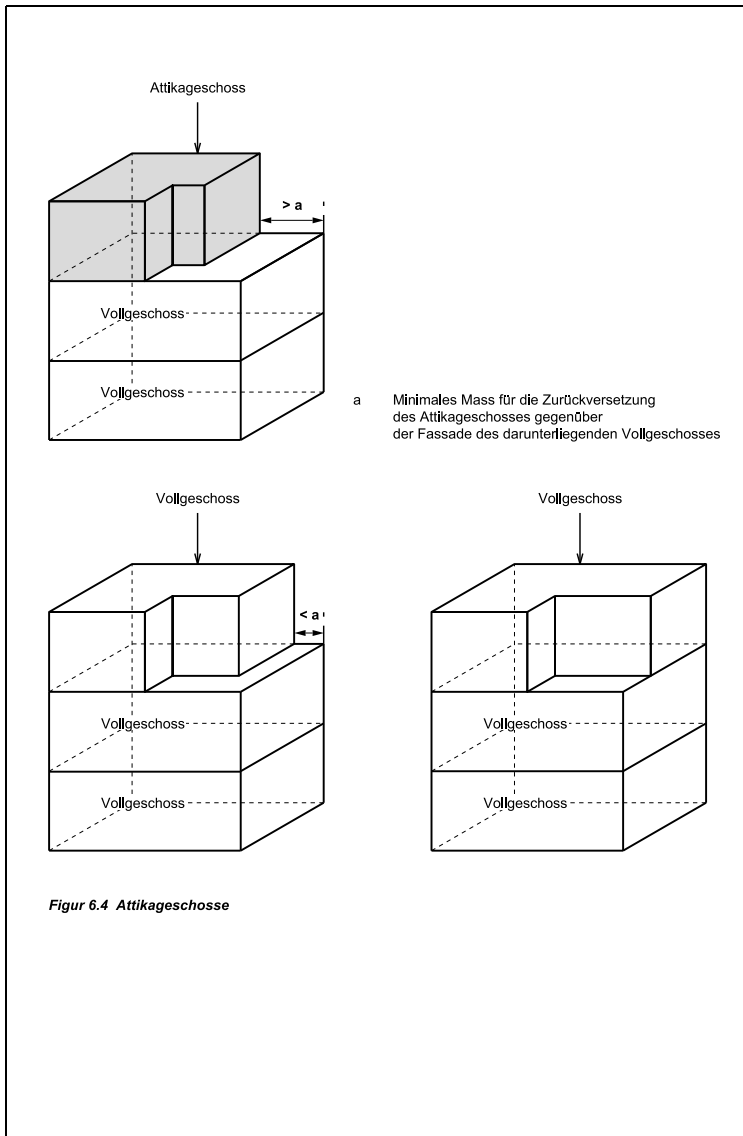 Attikageschoss
> a
Vollgeschoss
Vollgeschoss
a Minimales Mass für die Zurückversetzung
des Attikageschosses gegenüber
der Fassade des darunterliegenden Vollgeschosses
Vollgeschoss
< a
Vollgeschoss
Vollgeschoss
Vollgeschoss
Vollgeschoss
Vollgeschoss
Figur 6.4 Attikageschosse